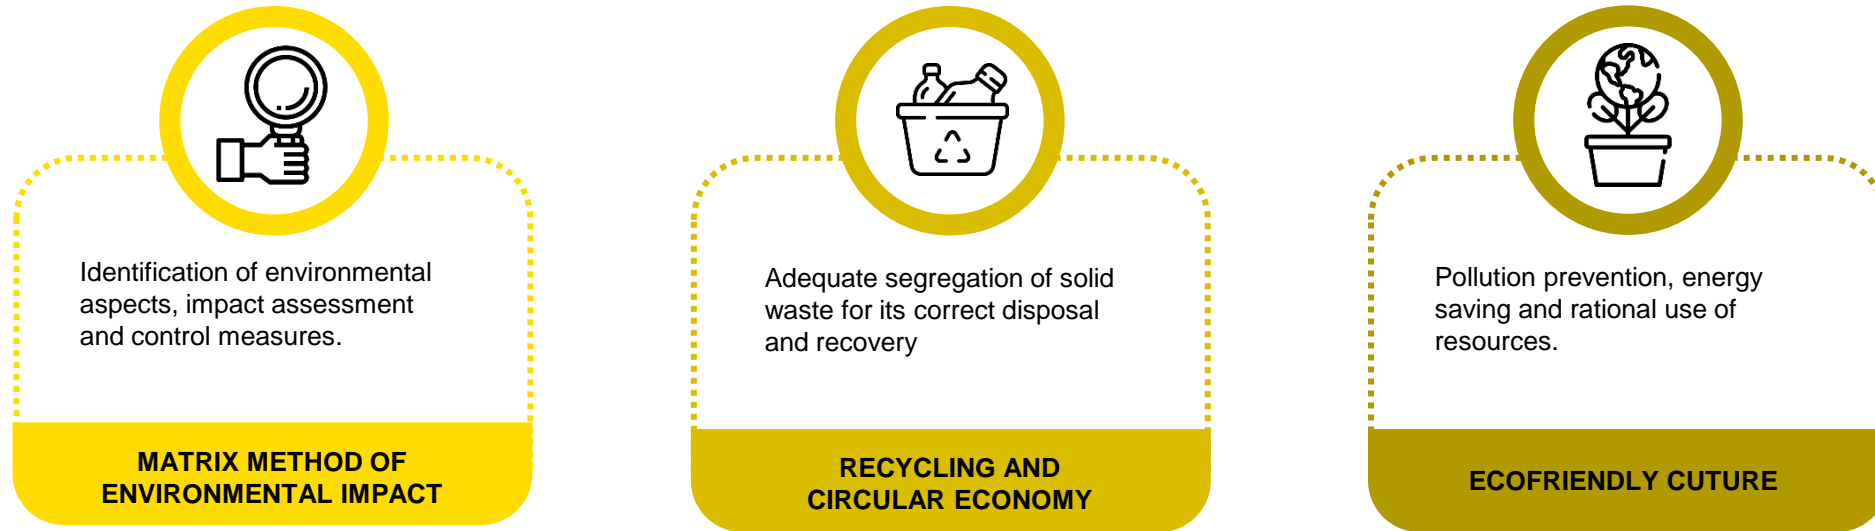 Identification of environmental
aspects, impact assessment
and control measures.
MATRIX METHOD OF
ENVIRONMENTAL IMPACT
Adequate segregation of solid
waste for its correct disposal
and recovery
RECYCLING AND
CIRCULAR ECONOMY
Pollution prevention, energy
saving and rational use of
resources.
ECOFRIENDLY CUTURE